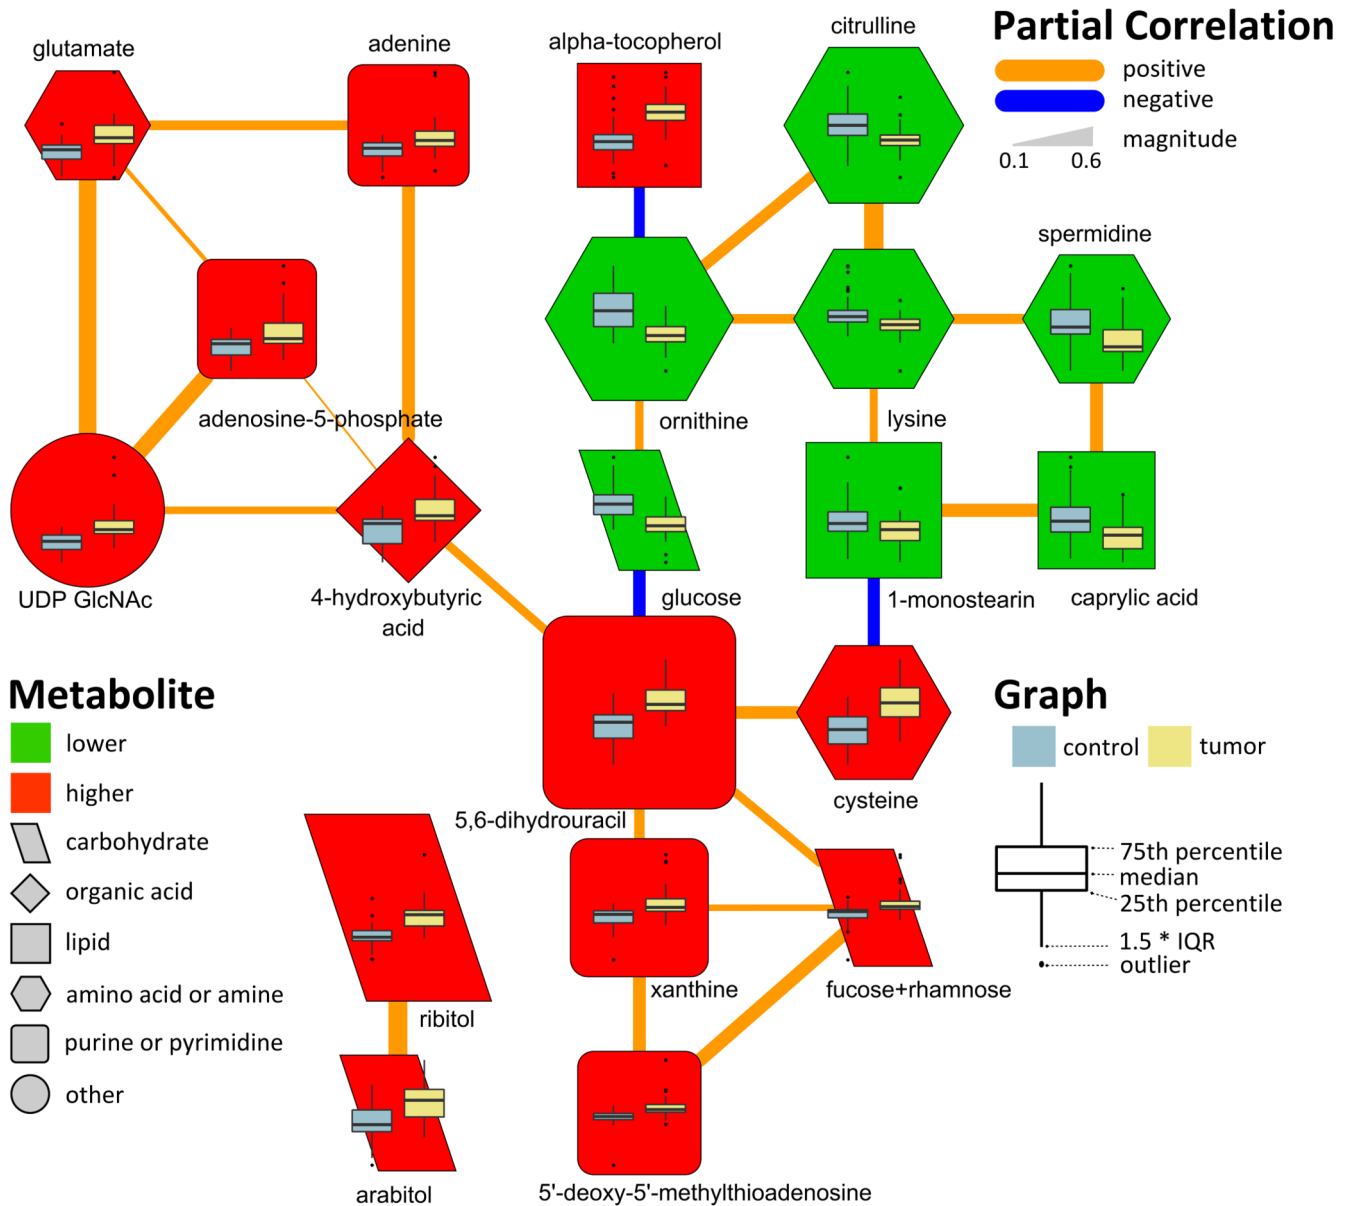 glutamate
adenine
alpha-tocopherol
citrulline
Partial Correlation
positive
negative
magnitude
0.1 0.6
spermidine
adenosine-5-phosphate
ornithine
lysine
UDP GlcNAc
4-hydroxybutyric
acid
glucose
1-monostearin
caprylic acid
Metabolite
lower
higher
carbohydrate
organic acid
lipid
amino acid or amine
purine or pyrimidine
other
5,6-dihydrouracil
cysteine
Graph
control tumor
75th percentile
median
25th percentile
1.5 * IQR
outlier
ribitol
xanthine
fucose+rhamnose
arabitol
5'-deoxy-5'-methylthioadenosine